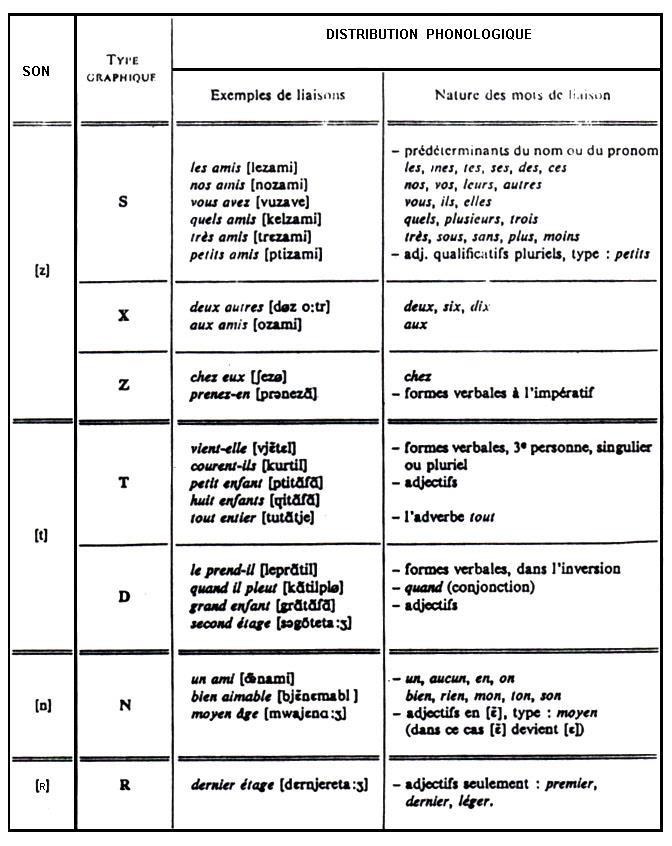 DISTRIBUTION PHONOLOGIQUE
SON
TYPE
GRAPHIQUE
Exemples de liaisons
Nature des mots de liaison
[z]
S
les amis [lezami]
nos amis [nozami]
vous avez [vuzave]
quels amis [kelzami]
très amis [trɛzami]
petits amis [ptizami]
– prédéterminants du nom ou du pronom
les, mes, tes, ses, des, ces
nos, vos, leurs, autres
vous, ils, elles
quels, plusieurs, trois
très, sous, sans, plus, moins
– adj. qualificatifs pluriels, type : petits
X
deux autres [døz o:tr]
aux amis [ozami]
deux, six, dix
aux
Z
chez eux [ʃezø]
prenez-en [prənezɑ̃]
chez
– formes verbales à l'impératif
[t]
T
vient-elle [vjɛ̃tɛl]
courent-ils [kurtil]
petit enfant [ptitɑ̃fɑ̃]
huit enfants [ɥitɑ̃fɑ̃]
tout entier [tutɑ̃tje]
– formes verbales, 3e personne, singulier
ou pluriel
– adjectifs
– l'adverbe tout
D
le prend-il [leprɑ̃til]
quand il pleut [kɑ̃tilplø]
grand enfant [grɑ̃tɑ̃fɑ̃]
second étage [səgɔ̃teta:ʒ]
– formes verbales, dans l'inversion
– quand (conjonction)
– adjectifs
[n]
N
un ami [œ̃nami]
bien aimable [bjɛ̃nɛmabl]
moyen âge [mwajɛnɑ:ʒ]
– un, aucun, en, on
bien, rien, mon, ton, son
– adjectifs en [ɛ̃], type : moyen
(dans ce cas [ɛ̃] devient [ɛ])
[R]
R
dernier étage [dɛrnjereta:ʒ]
– adjectifs seulement : premier,
dernier, léger.